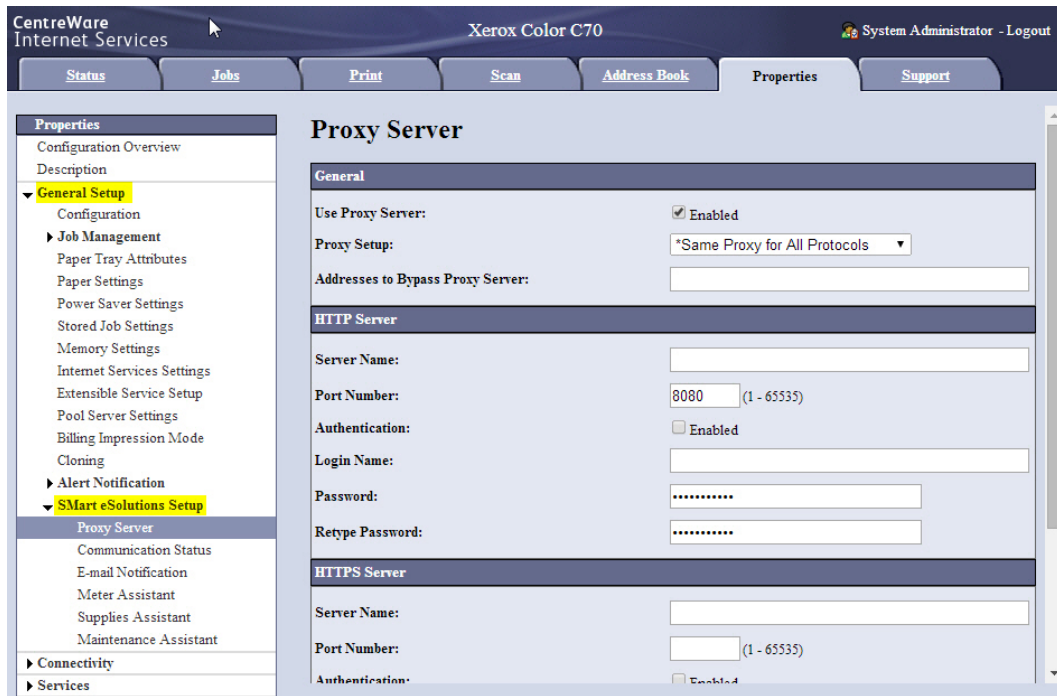 CentreWare
Internet Services
Xerox Color C70
System Administrator - Logout
Status
Jobs
Print
Scan
Address Book
Properties
Support
Properties
Configuration Overview
Description
General Setup
Configuration
Job Management
Paper Tray Attributes
Paper Settings
Power Saver Settings
Stored Job Settings
Memory Settings
Internet Services Settings
Extensible Service Setup
Pool Server Settings
Billing Impression Mode
Cloning
Alert Notification
SMart eSolutions Setup
Proxy Server
Communication Status
E-mail Notification
Meter Assistant
Supplies Assistant
Maintenance Assistant
Connectivity
Services
Proxy Server
General
Use Proxy Server: Enabled
Proxy Setup: *Same Proxy for All Protocols
Addresses to Bypass Proxy Server:
HTTP Server
Server Name:
Port Number: 8080 (1 - 65535)
Authentication: Enabled
Login Name:
Password: •••••••••••
Retype Password: •••••••••••
HTTPS Server
Server Name:
Port Number: (1 - 65535)
Authentication: Enabled